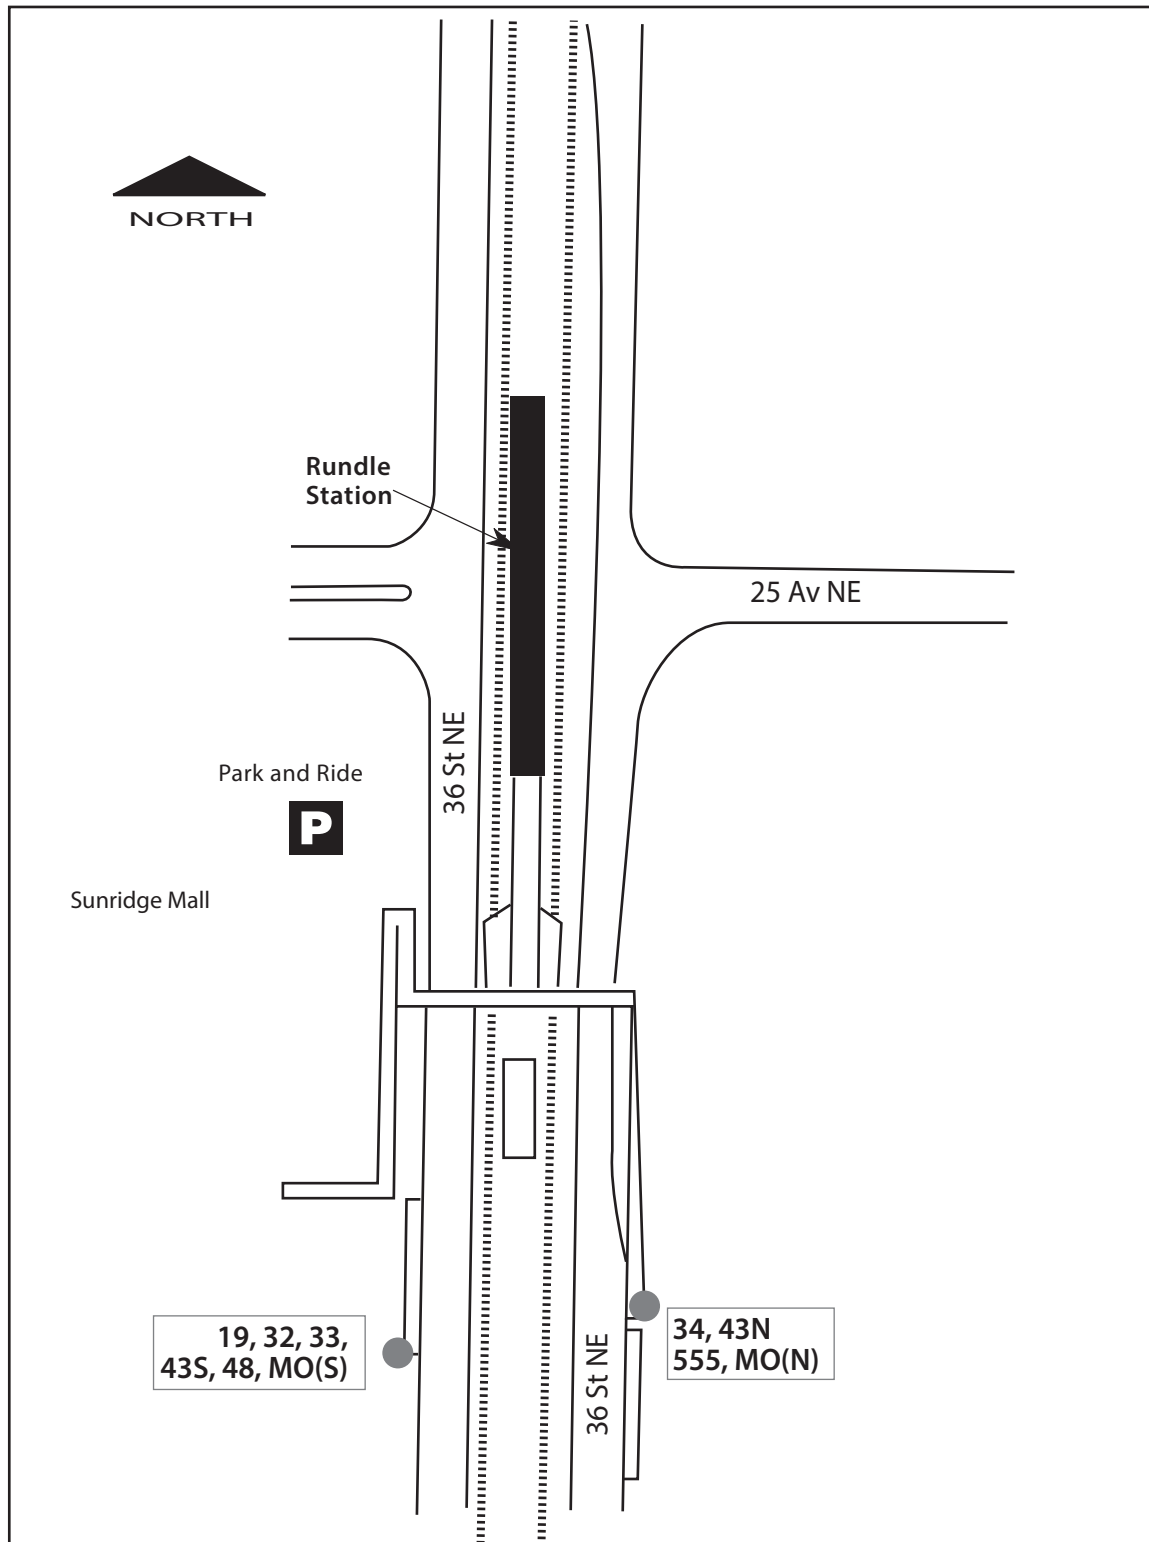 NORTH
Rundle
Station
25 Av NE
36 St NE
Park and Ride
P
Sunridge Mall
19, 32, 33,
43S, 48, MO(S)
34, 43N
555, MO(N)
36 St NE